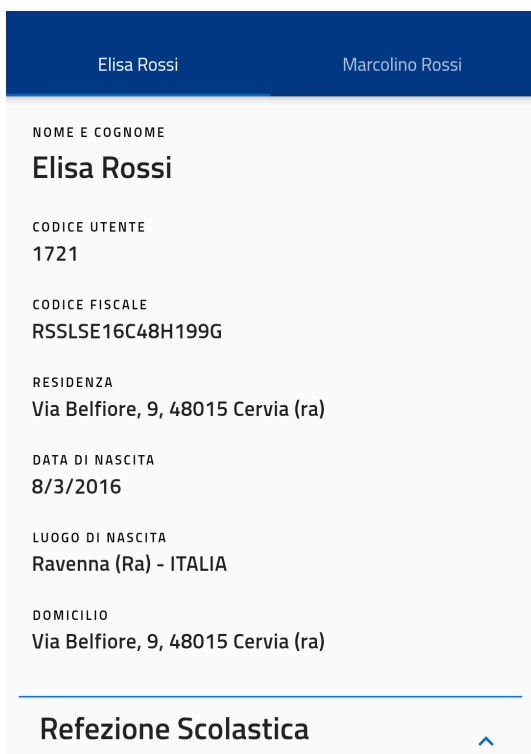 Elisa Rossi
Marcolino Rossi
NOME E COGNOME
Elisa Rossi
CODICE UTENTE
1721
CODICE FISCALE
RSSLSE16C48H199G
RESIDENZA
Via Belfiore, 9, 48015 Cervia (ra)
DATA DI NASCITA
8/3/2016
LUOGO DI NASCITA
Ravenna (Ra) - ITALIA
DOMICILIO
Via Belfiore, 9, 48015 Cervia (ra)
Refezione Scolastica